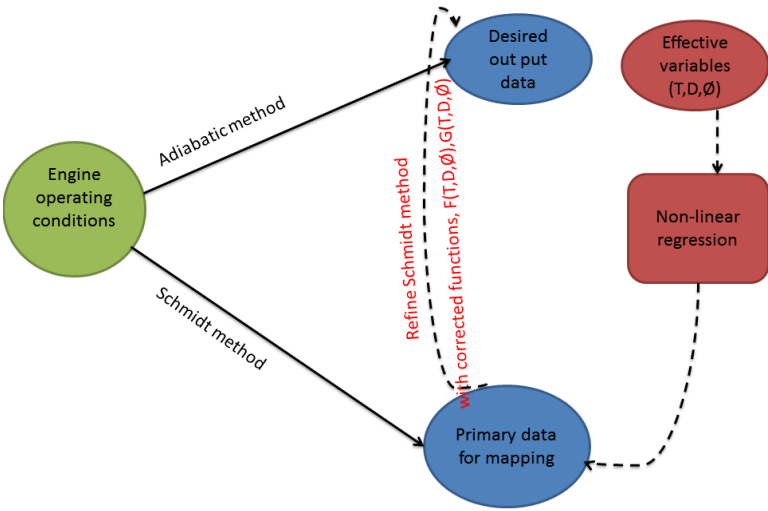 Desired
out put
data
Effective
variables
(T,D,Ø)
Adiabatic method
Engine
operating
conditions
Non-linear
regression
Refine Schmidt method
with corrected functions, F(T,D,Ø),G(T,D,Ø)
Schmidt method
Primary data
for mapping